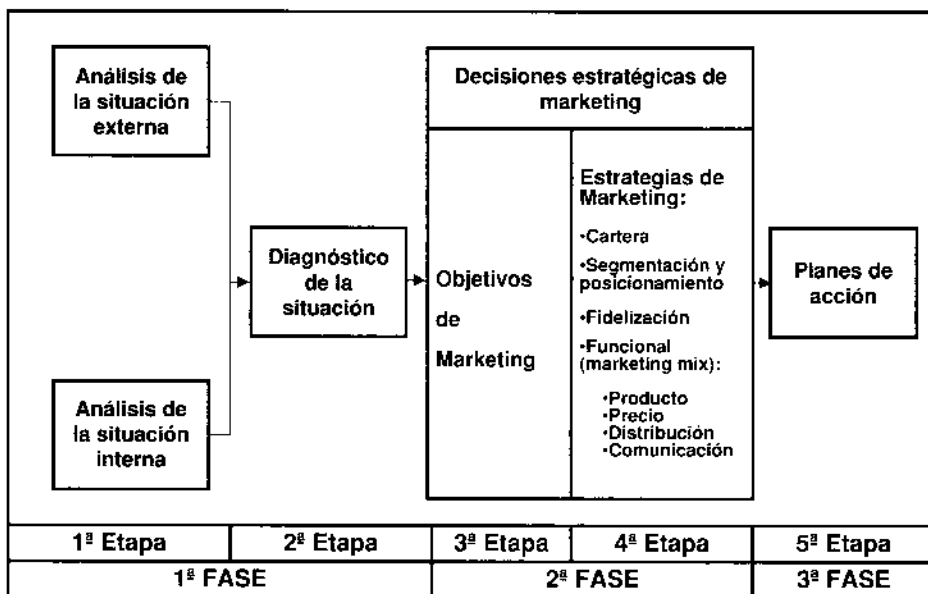 Análisis de
la situación
externa
Análisis de
la situación
interna
Diagnóstico
de la
situación
Decisiones estratégicas de
marketing
Objetivos
de
Marketing
Estrategias de
Marketing:
•Cartera
•Segmentación y
posicionamiento
•Fidelización
•Funcional
(marketing mix):
•Producto
•Precio
•Distribución
•Comunicación
Planes de
acción
1ª Etapa
2ª Etapa
3ª Etapa
4ª Etapa
5ª Etapa
1ª FASE
2ª FASE
3ª FASE